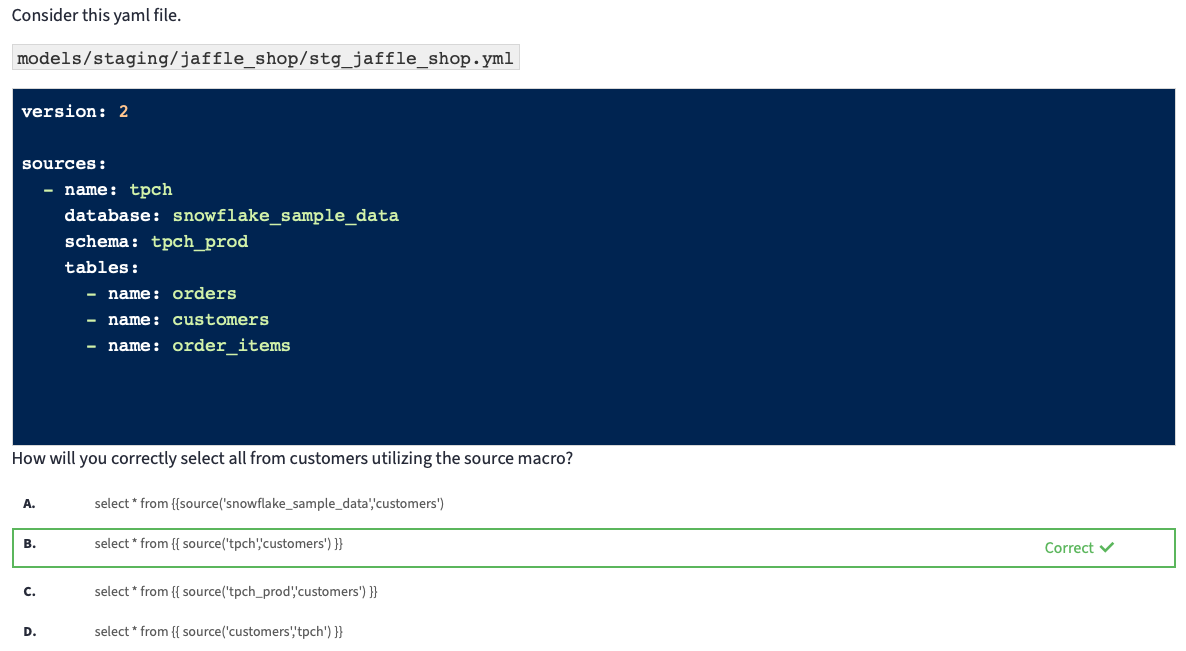 Consider this yaml file.
models/staging/jaffle_shop/stg_jaffle_shop.yml
version: 2
sources:
- name: tpch
database: snowflake_sample_data
schema: tpch_prod
tables:
- name: orders
- name: customers
- name: order_items
How will you correctly select all from customers utilizing the source macro?
A. select * from {{source('snowflake_sample_data','customers')
B. select * from {{ source('tpch','customers') }} Correct ✓
C. select * from {{ source('tpch_prod','customers') }}
D. select * from {{ source('customers','tpch') }}